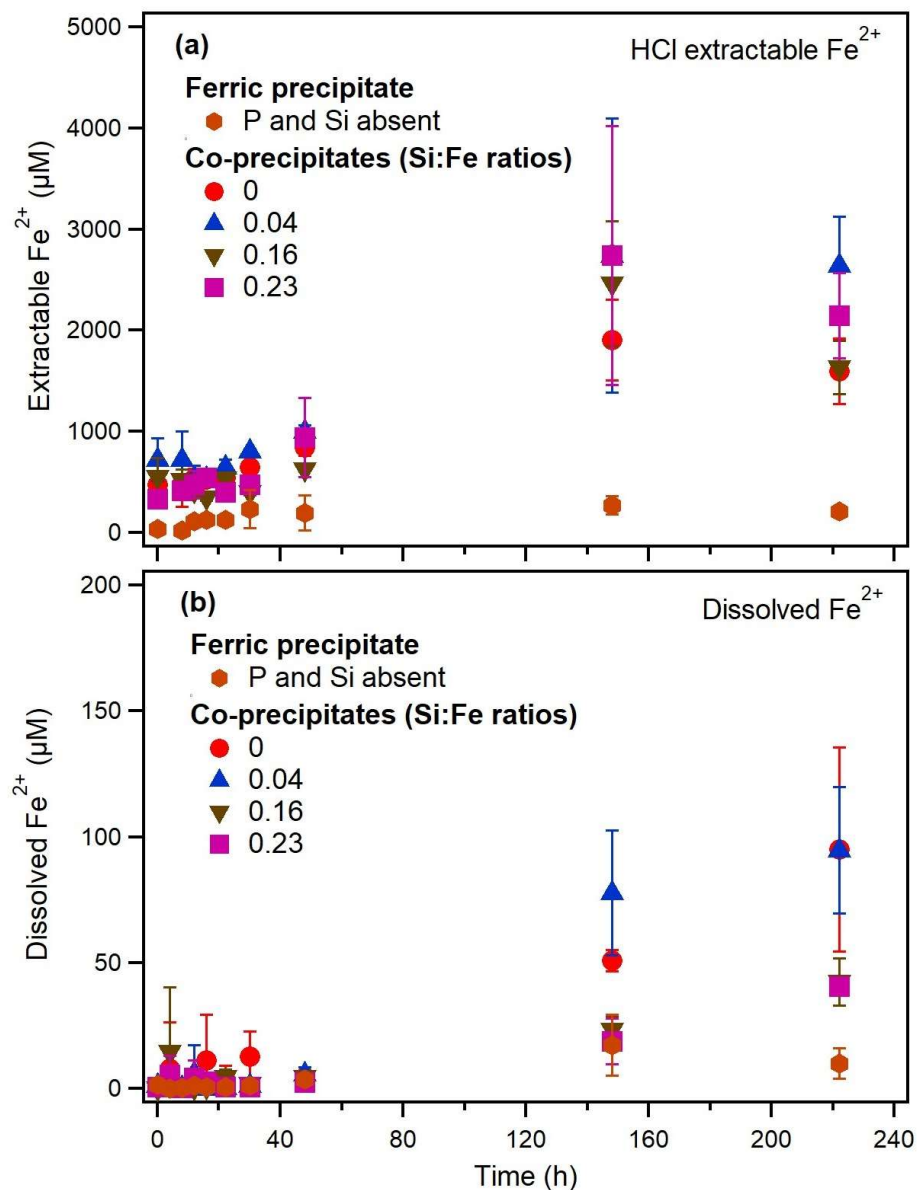 (a)
HCl extractable Fe²⁺
Ferric precipitate
P and Si absent
Co-precipitates (Si:Fe ratios)
0
0.04
0.16
0.23
Extractable Fe²⁺ (µM)
5000
4000
3000
2000
1000
0
(b)
Dissolved Fe²⁺
Ferric precipitate
P and Si absent
Co-precipitates (Si:Fe ratios)
0
0.04
0.16
0.23
Dissolved Fe²⁺ (µM)
200
150
100
50
0
0 40 80 120 160 200 240
Time (h)